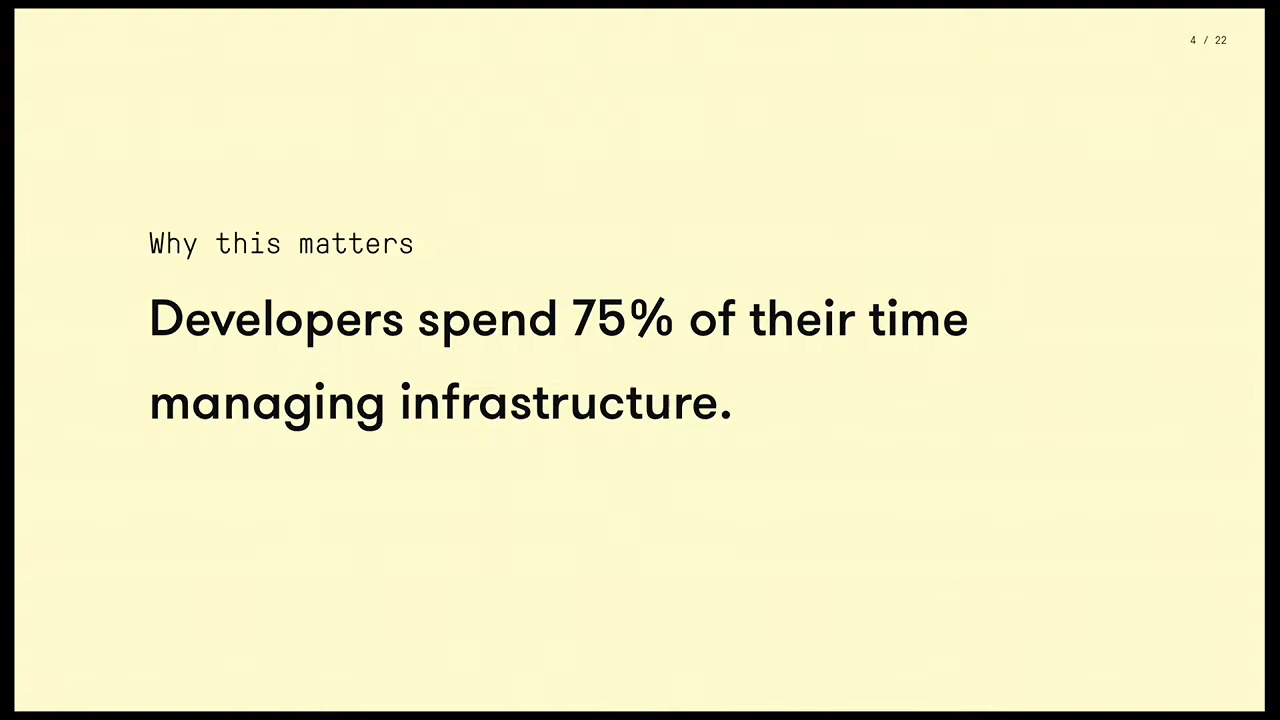 4 / 22
Why this matters
Developers spend 75% of their time
managing infrastructure.